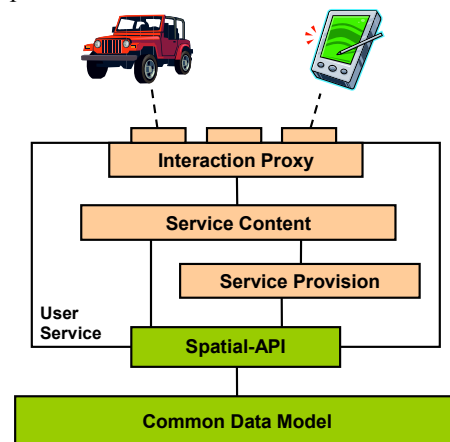 Interaction Proxy
Service Content
Service Provision
User
Service
Spatial-API
Common Data Model